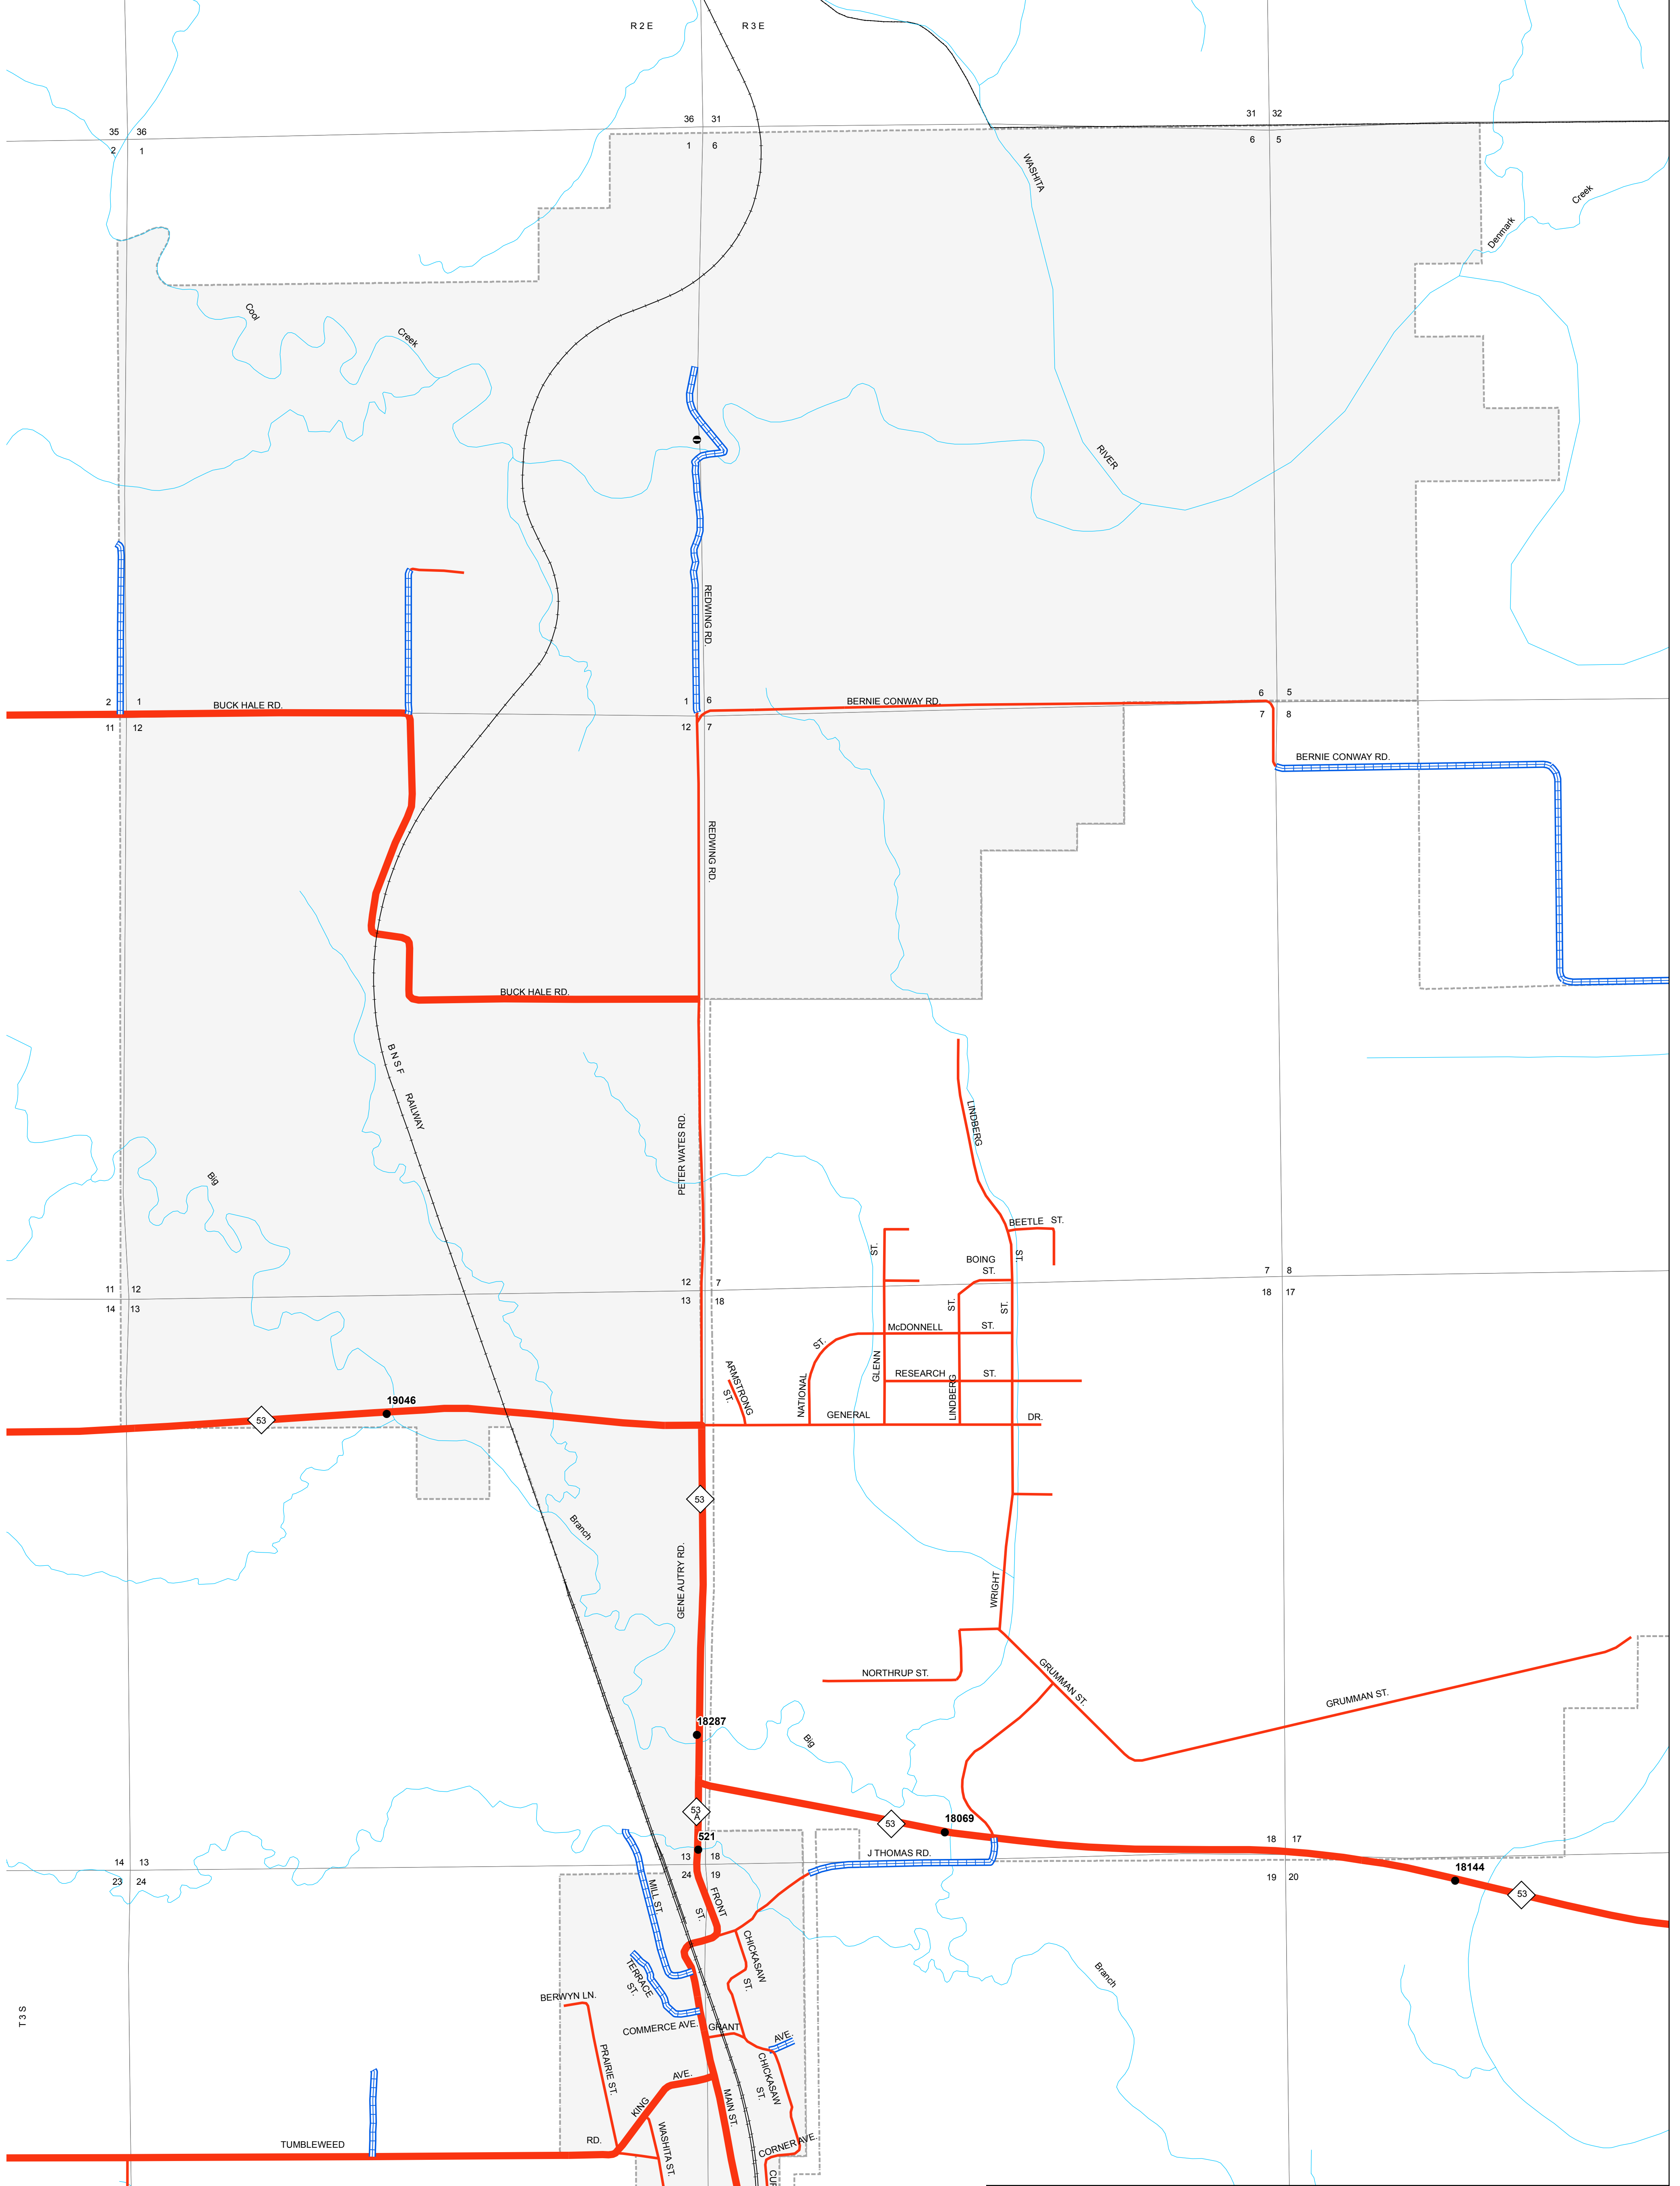 R 2 E
R 3 E
35 36
2 1
36 31
1 6
31 32
6 5
WASHITA
Creek
Denmark
Cool
Creek
RIVER
REDWING RD.
2 1
BUCK HALE RD.
11 12
1 6
12 7
BERNIE CONWAY RD.
6 5
7 8
BERNIE CONWAY RD.
REDWING RD.
BUCK HALE RD.
B N S F
RAILWAY
PETER WATES RD.
LINDBERG
ST.
Big
BEETLE ST.
BOING
ST.
ST.
11 12
14 13
12 7
13 18
7 8
18 17
ST.
ST.
McDONNELL ST.
ST.
GLENN
RESEARCH ST.
ARMSTRONG
ST.
NATIONAL
LINDBERG
19046
53
GENERAL DR.
53
Branch
GENE AUTRY RD.
WRIGHT
NORTHRUP ST.
GRUMMAN ST.
GRUMMAN ST.
18287
Big
53
A
53
18069
521
13 18
24 19
J THOMAS RD.
18 17
19 20
18144
53
14 13
23 24
MILL ST.
FRONT
ST.
CHICKASAW
ST.
TERRACE
ST.
Branch
T 3 S
BERWYN LN.
COMMERCE AVE.
GRANT
AVE.
PRAIRIE ST.
CHICKASAW
ST.
KING
AVE.
MAIN ST.
WASHITA ST.
TUMBLEWEED RD.
CORNER AVE.